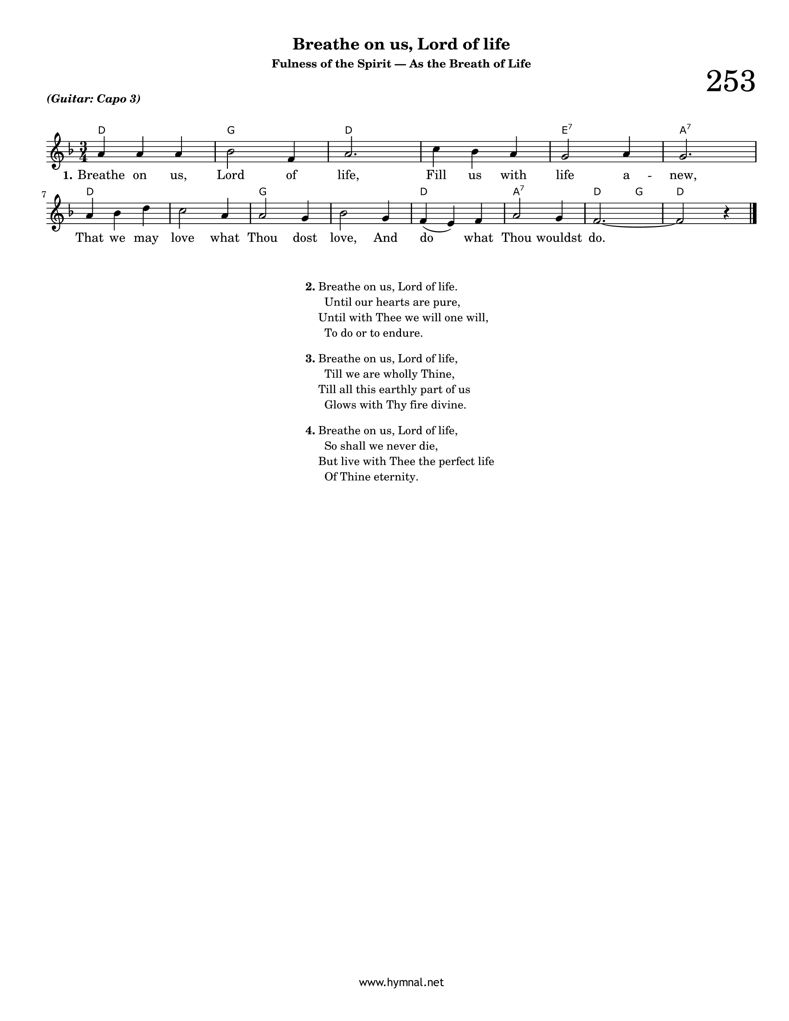 Breathe on us, Lord of life
Fulness of the Spirit — As the Breath of Life
253
(Guitar: Capo 3)
D G D E7 A7
3
4
1. Breathe on us, Lord of life, Fill us with life a - new,
7
D G D A7 D G D
That we may love what Thou dost love, And do what Thou wouldst do.
2. Breathe on us, Lord of life.
Until our hearts are pure,
Until with Thee we will one will,
To do or to endure.
3. Breathe on us, Lord of life,
Till we are wholly Thine,
Till all this earthly part of us
Glows with Thy fire divine.
4. Breathe on us, Lord of life,
So shall we never die,
But live with Thee the perfect life
Of Thine eternity.
www.hymnal.net